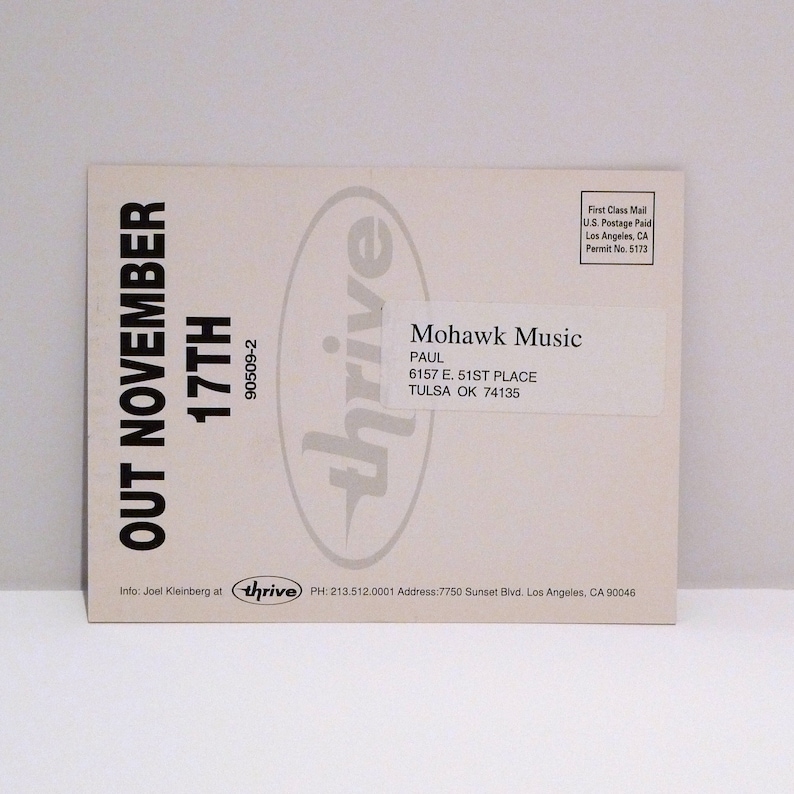 OUT NOVEMBER
17TH
90509-2
thrive
First Class Mail
U.S. Postage Paid
Los Angeles, CA
Permit No. 5173
Mohawk Music
PAUL
6157 E. 51ST PLACE
TULSA OK 74135
Info: Joel Kleinberg at thrive PH: 213.512.0001 Address:7750 Sunset Blvd. Los Angeles, CA 90046